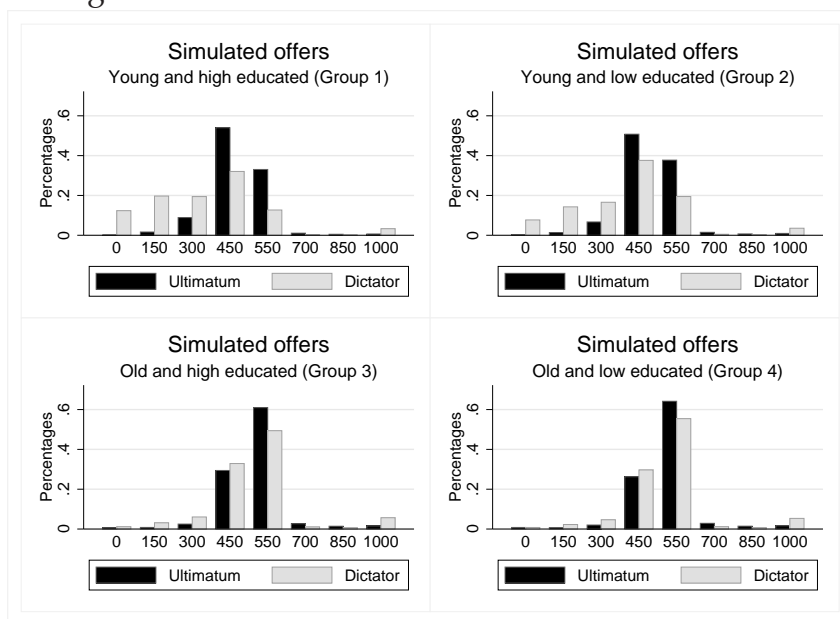 Simulated offers
Young and high educated (Group 1)
Percentages
0 .2 .4 .6
0 150 300 450 550 700 850 1000
Ultimatum Dictator
Simulated offers
Young and low educated (Group 2)
Percentages
0 .2 .4 .6
0 150 300 450 550 700 850 1000
Ultimatum Dictator
Simulated offers
Old and high educated (Group 3)
Percentages
0 .2 .4 .6
0 150 300 450 550 700 850 1000
Ultimatum Dictator
Simulated offers
Old and low educated (Group 4)
Percentages
0 .2 .4 .6
0 150 300 450 550 700 850 1000
Ultimatum Dictator